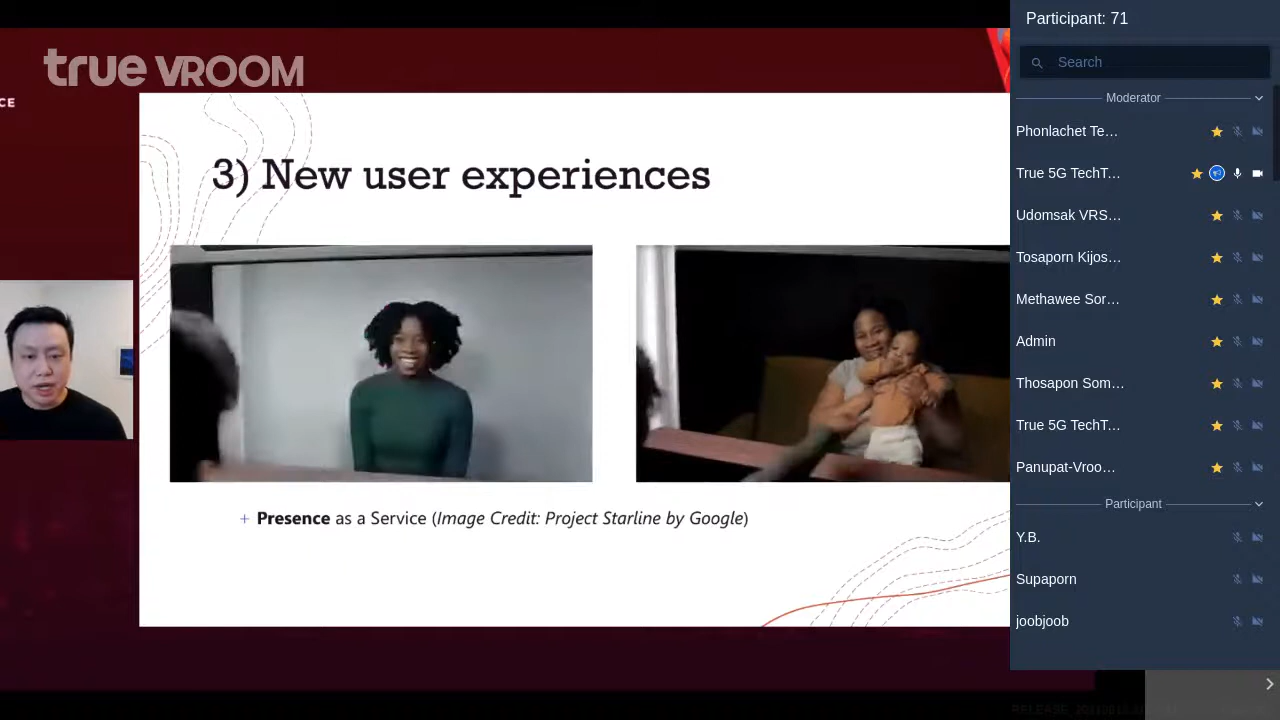 Participant: 71
true VROOM
Search
CE
Moderator
Phonlachet Te...
3) New user experiences
True 5G TechT...
Udomsak VRS...
Tosaporn Kijos...
Methawee Sor...
Admin
Thosapon Som...
True 5G TechT...
Panupat-Vroo...
Participant
+ Presence as a Service (Image Credit: Project Starline by Google)
Y.B.
Supaporn
joobjoob